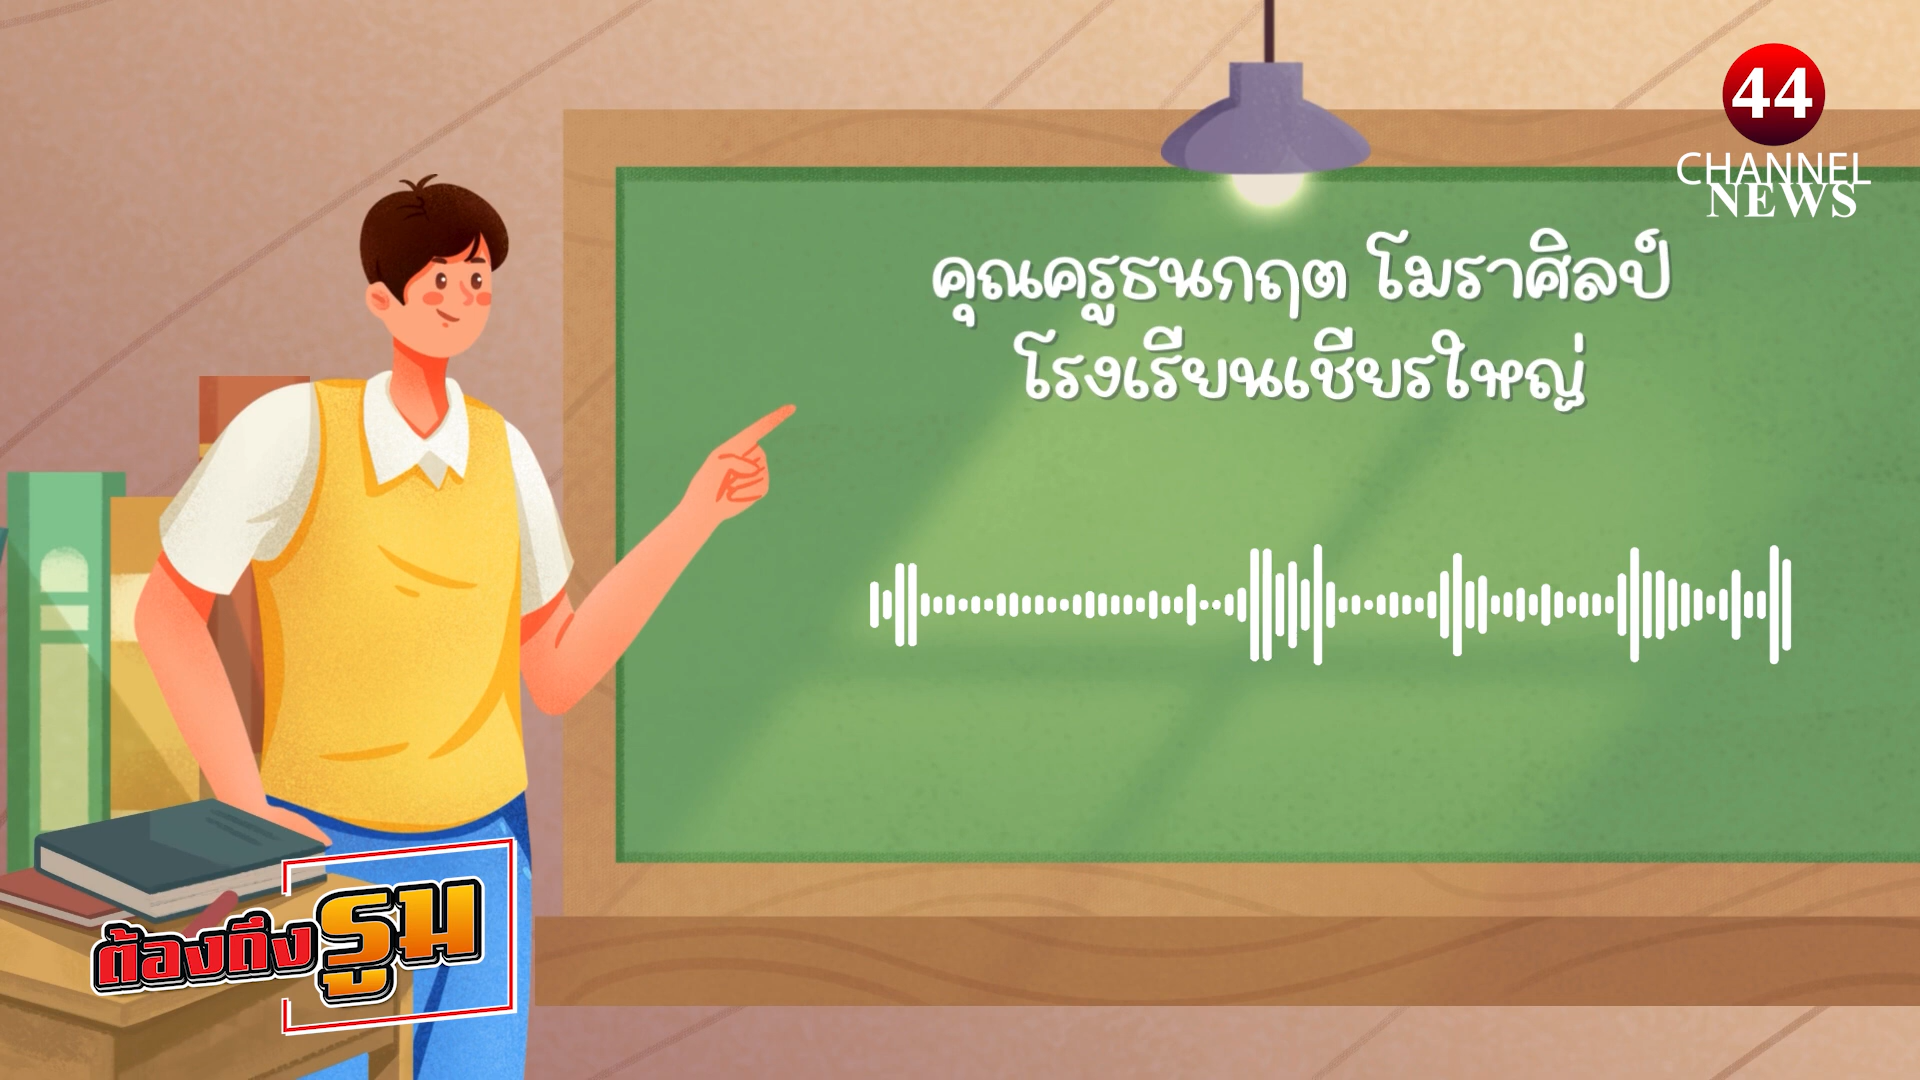 44
CHANNEL
NEWS
คุณครูธนกฤต โมราศิลป์
โรงเรียนเชียรใหญ่
ต้องถึงรูม